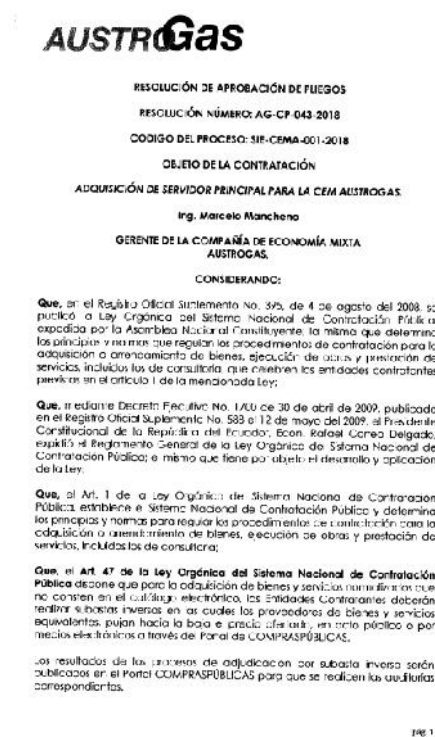 AUSTROGas
RESOLUCIÓN DE APROBACIÓN DE PLIEGOS
RESOLUCIÓN NÚMERO: AG-CP-043-2018
CODIGO DEL PROCESO: SIE-CEMA-001-2018
OBJETO DE LA CONTRATACIÓN
ADQUISICIÓN DE SERVIDOR PRINCIPAL PARA LA CEM AUSTROGAS.
Ing. Marcelo Mancheno
GERENTE DE LA COMPAÑÍA DE ECONOMÍA MIXTA
AUSTROGAS.
CONSIDERANDO:
Que, en el Registro Oficial Suplemento No. 395, de 4 de agosto del 2008, se
publicó la Ley Orgánica del Sistema Nacional de Contratación Pública
expedida por la Asamblea Nacional Constituyente, la misma que determina
los principios y normas que regulan los procedimientos de contratación para la
adquisición o arrendamiento de bienes, ejecución de obras y prestación de
servicios, incluidos los de consultoría, que celebren las entidades contratantes
previstas en el artículo 1 de la mencionada Ley;
Que, mediante Decreto Ejecutivo No. 1700 de 30 de abril de 2009, publicado
en el Registro Oficial Suplemento No. 588 el 12 de mayo del 2009, el Presidente
Constitucional de la República del Ecuador, Econ. Rafael Correa Delgado,
expidió el Reglamento General de la Ley Orgánica de Sistema Nacional de
Contratación Pública; e mismo que tiene por objeto el desarrollo y aplicación
de la Ley;
Que, el Art. 1 de la Ley Orgánica de Sistema Nacional de Contratación
Pública, establece el Sistema Nacional de Contratación Pública y determina
los principios y normas para regular los procedimientos de contratación para la
adquisición o arrendamiento de bienes, ejecución de obras y prestación de
servicios, incluidos los de consultoría;
Que, el Art. 47 de la Ley Orgánica del Sistema Nacional de Contratación
Pública dispone que para la adquisición de bienes y servicios normalizados que
no consten en el catálogo electrónico, las Entidades Contratantes deberán
realizar subastas inversas en las cuales los proveedores de bienes y servicios
equivalentes, pujan hacia la baja el precio ofertado, en acto público o por
medios electrónicos a través del Portal de COMPRASPÚBLICAS.
Los resultados de los procesos de adjudicación por subasta inversa serán
publicados en el Portal COMPRASPÚBLICAS para que se realicen las auditorías
correspondientes.
pág. 1